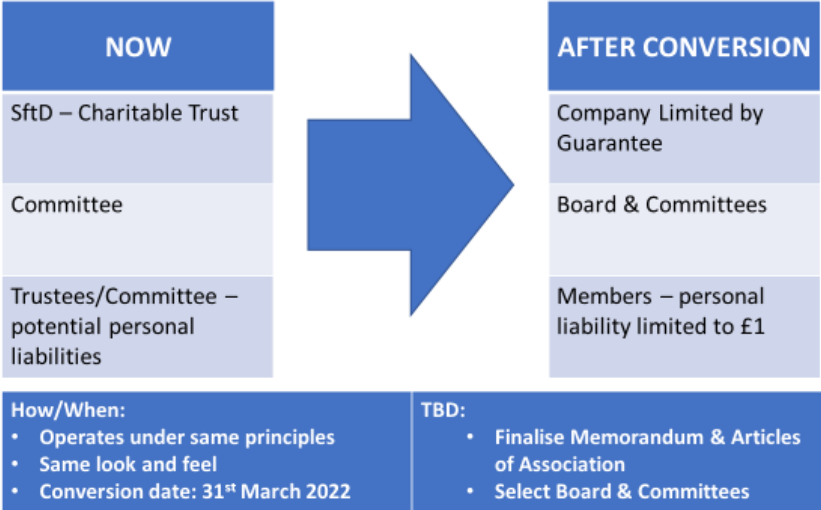 NOW
SftD – Charitable Trust
Committee
Trustees/Committee –
potential personal
liabilities
AFTER CONVERSION
Company Limited by
Guarantee
Board & Committees
Members – personal
liability limited to £1
How/When:
• Operates under same principles
• Same look and feel
• Conversion date: 31st March 2022
TBD:
• Finalise Memorandum & Articles
of Association
• Select Board & Committees